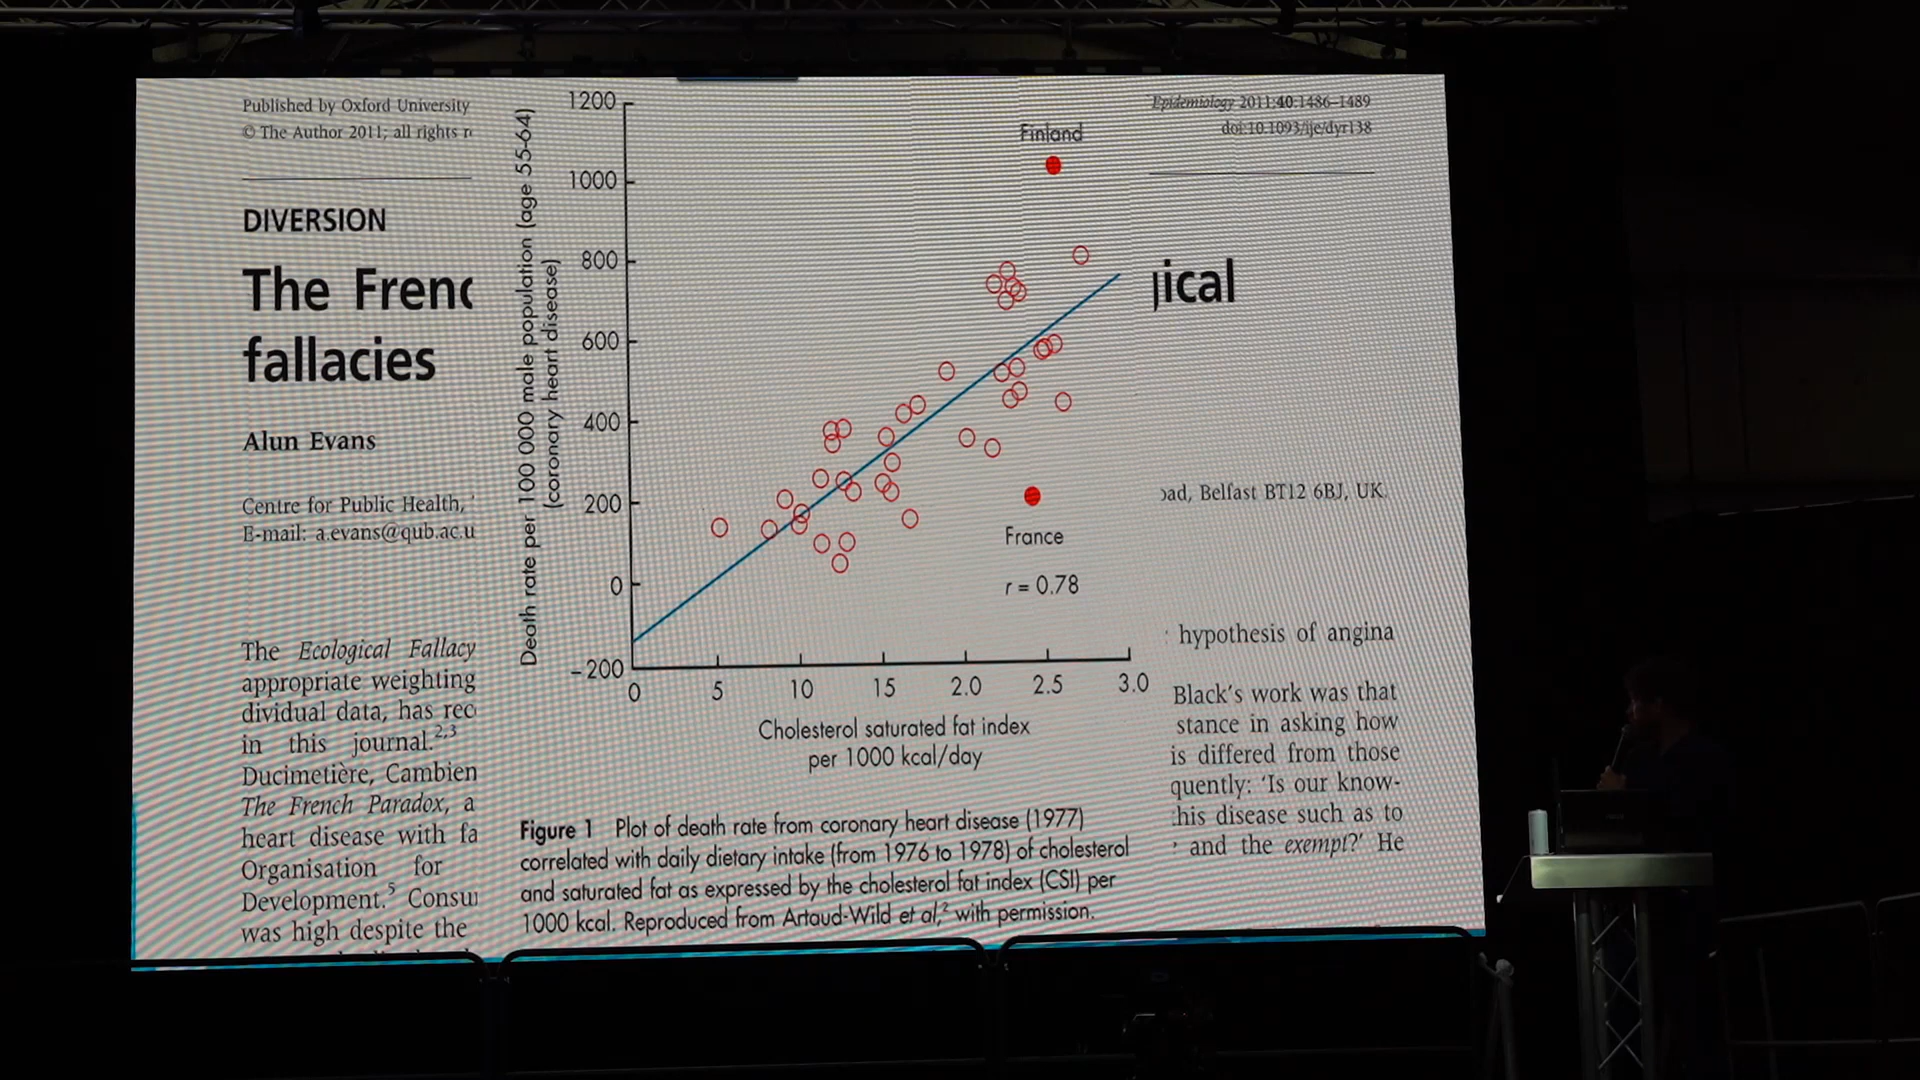 Published by Oxford University
© The Author 2011; all rights
Epidemiology 2011;40:1486–1489
doi:10.1093/ije/dyr138
DIVERSION
The Frenc
ical
fallacies
Alun Evans
Centre for Public Health,
E-mail: a.evans@qub.ac.u
ad, Belfast BT12 6BJ, UK.
The Ecological Fallacy
appropriate weighting
dividual data, has rec
in this journal.2,3
Ducimetière, Cambien
The French Paradox, a
heart disease with fa
Organisation for
Development.5 Consu
was high despite the
Death rate per 100 000 male population (age 55-64)
(coronary heart disease)
1200
1000
800
600
400
200
0
–200
Finland
France
r = 0.78
0 5 10 15 2.0 2.5 3.0
Cholesterol saturated fat index
per 1000 kcal/day
Figure 1 Plot of death rate from coronary heart disease (1977)
correlated with daily dietary intake (from 1976 to 1978) of cholesterol
and saturated fat as expressed by the cholesterol fat index (CSI) per
1000 kcal. Reproduced from Artaud-Wild et al,2 with permission.
hypothesis of angina
Black's work was that
stance in asking how
is differed from those
quently: 'Is our know-
his disease such as to
' and the exempt?' He